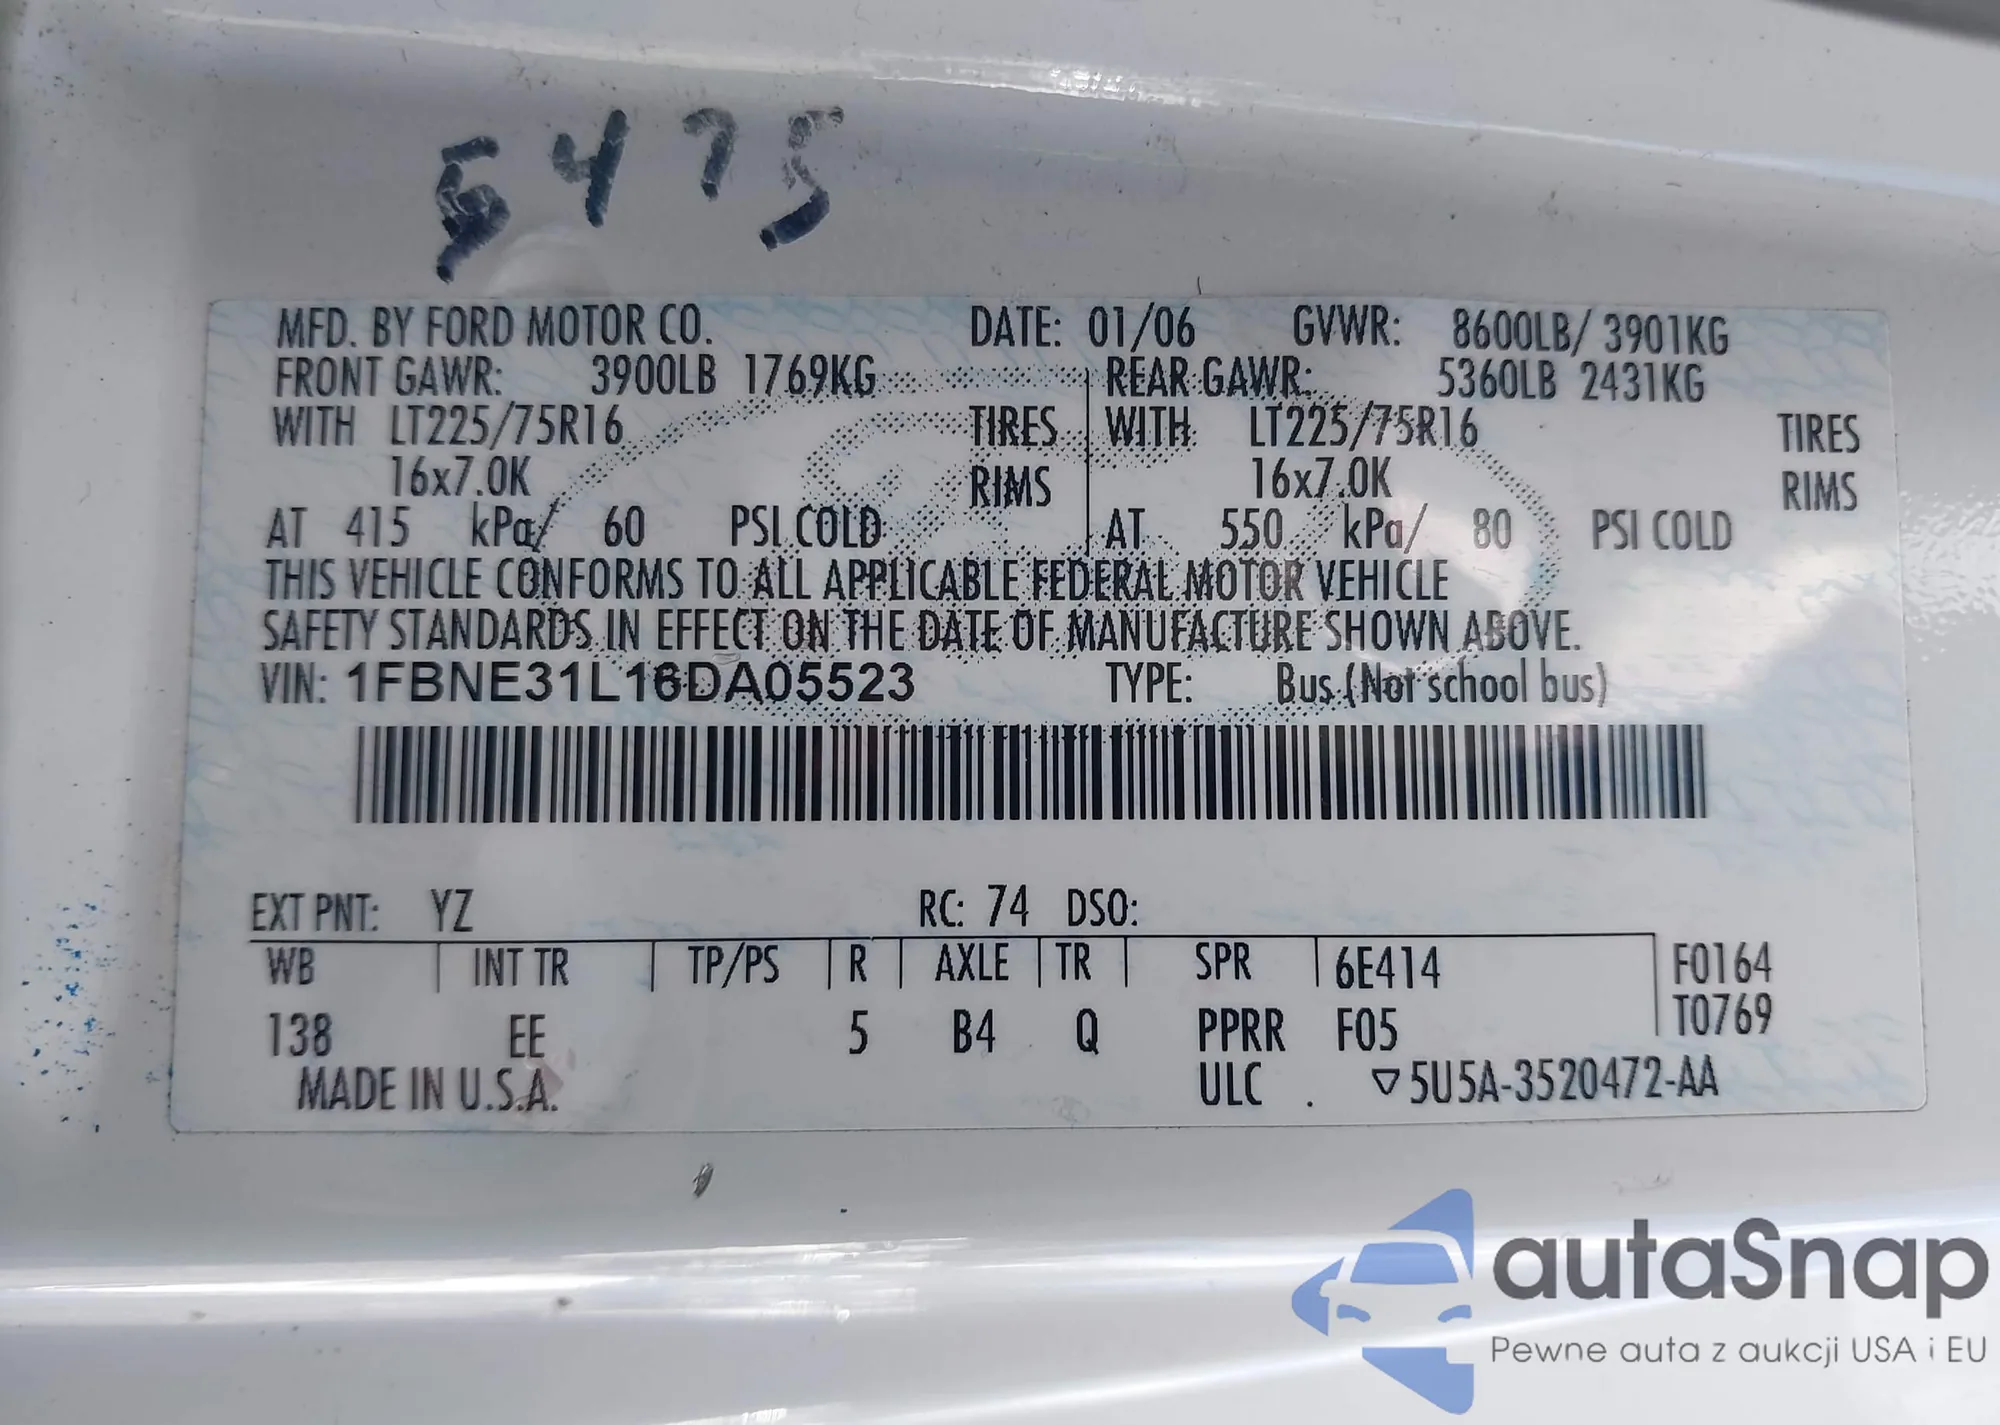 5475
MFD. BY FORD MOTOR CO. DATE: 01/06 GVWR: 8600LB/ 3901KG
FRONT GAWR: 3900LB 1769KG REAR GAWR: 5360LB 2431KG
WITH LT225/75R16 TIRES WITH LT225/75R16 TIRES
16x7.0K RIMS 16x7.0K RIMS
AT 415 kPa/ 60 PSI COLD AT 550 kPa/ 80 PSI COLD
THIS VEHICLE CONFORMS TO ALL APPLICABLE FEDERAL MOTOR VEHICLE
SAFETY STANDARDS IN EFFECT ON THE DATE OF MANUFACTURE SHOWN ABOVE.
VIN: 1FBNE31L16DA05523 TYPE: Bus (Not school bus)
EXT PNT: YZ RC: 74 DSO:
WB INT TR TP/PS R AXLE TR SPR 6E414 F0164
138 EE 5 B4 Q PPRR F05 T0769
MADE IN U.S.A. ULC . ▽5U5A-3520472-AA
autoSnap
Pewne auta z aukcji USA i EU